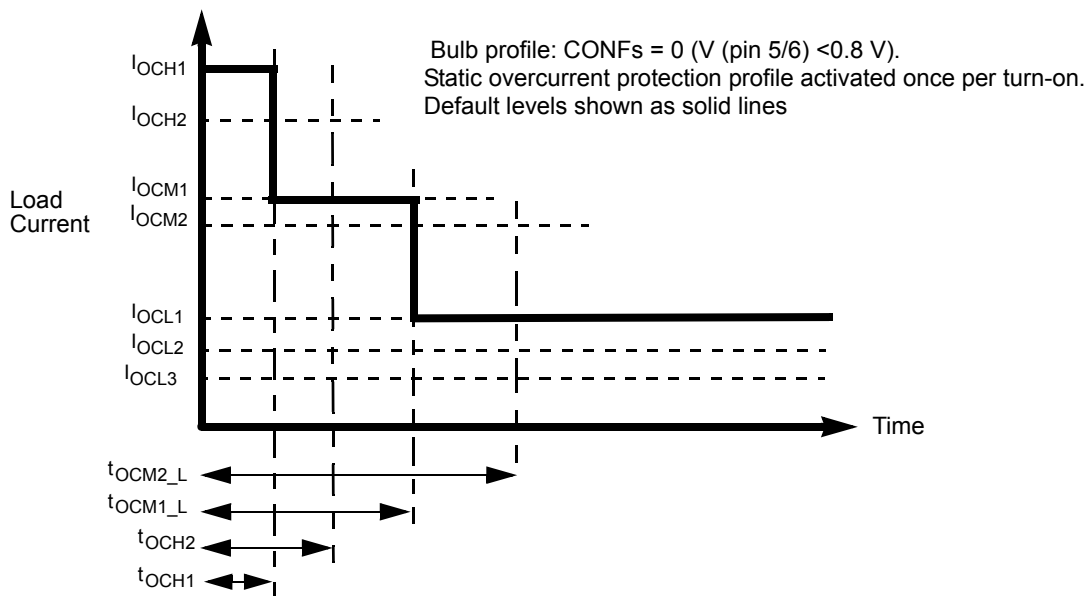 Bulb profile: CONFs = 0 (V (pin 5/6) <0.8 V).
Static overcurrent protection profile activated once per turn-on.
Default levels shown as solid lines
IOCH1
IOCH2
Load
Current
IOCM1
IOCM2
IOCL1
IOCL2
IOCL3
Time
tOCM2_L
tOCM1_L
tOCH2
tOCH1